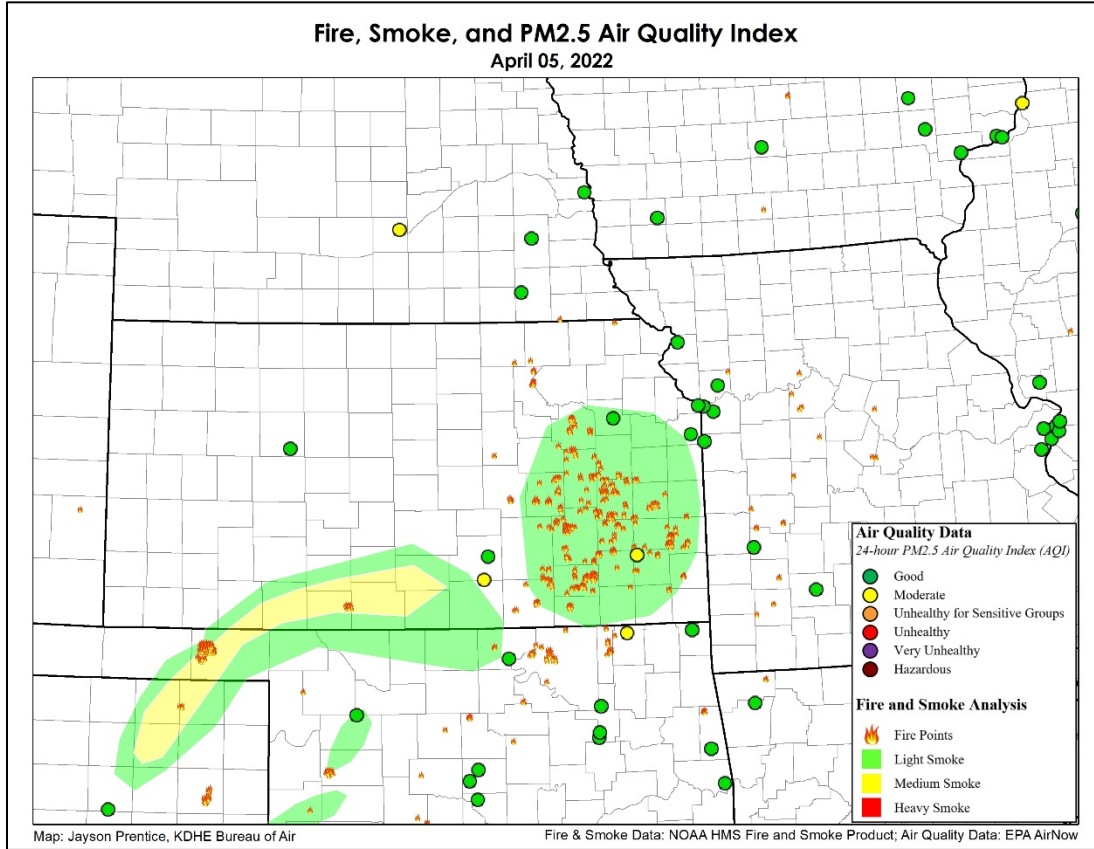 Fire, Smoke, and PM2.5 Air Quality Index
April 05, 2022
Air Quality Data
24-hour PM2.5 Air Quality Index (AQI)
Good
Moderate
Unhealthy for Sensitive Groups
Unhealthy
Very Unhealthy
Hazardous
Fire and Smoke Analysis
Fire Points
Light Smoke
Medium Smoke
Heavy Smoke
Map: Jayson Prentice, KDHE Bureau of Air
Fire & Smoke Data: NOAA HMS Fire and Smoke Product; Air Quality Data: EPA AirNow